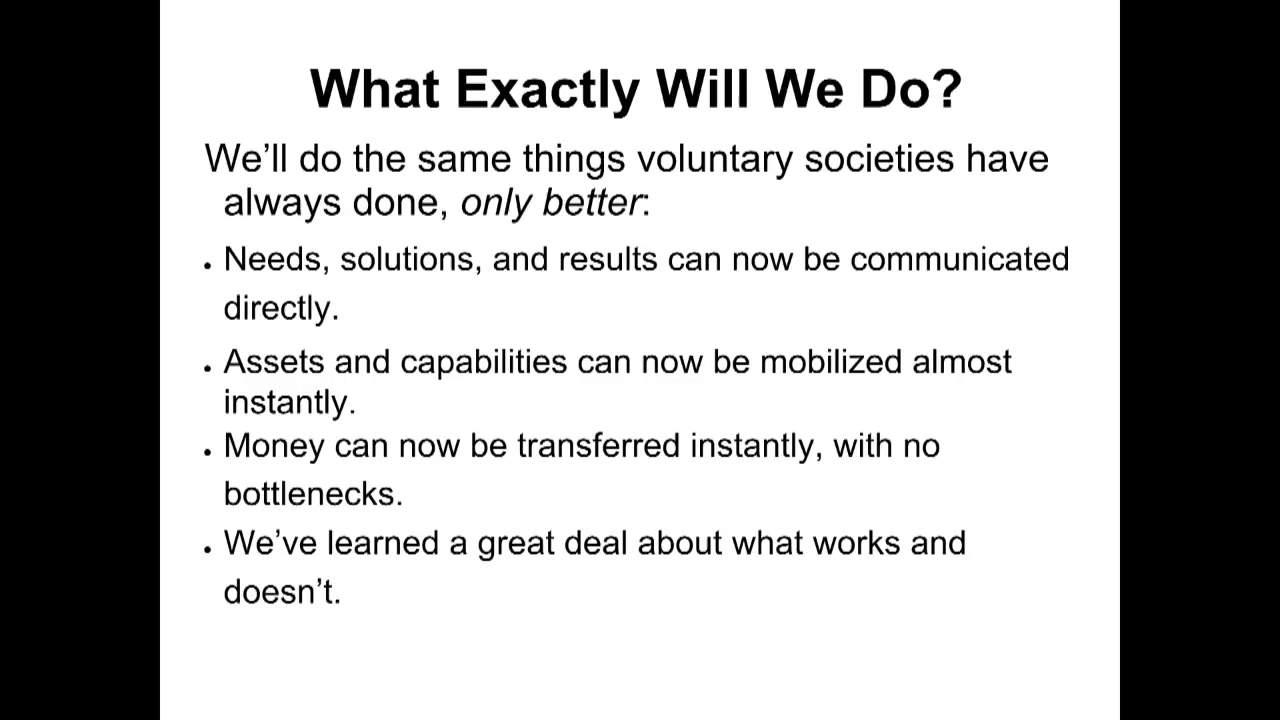 What Exactly Will We Do?
We’ll do the same things voluntary societies have
always done, only better:
• Needs, solutions, and results can now be communicated
directly.
• Assets and capabilities can now be mobilized almost
instantly.
• Money can now be transferred instantly, with no
bottlenecks.
• We’ve learned a great deal about what works and
doesn’t.